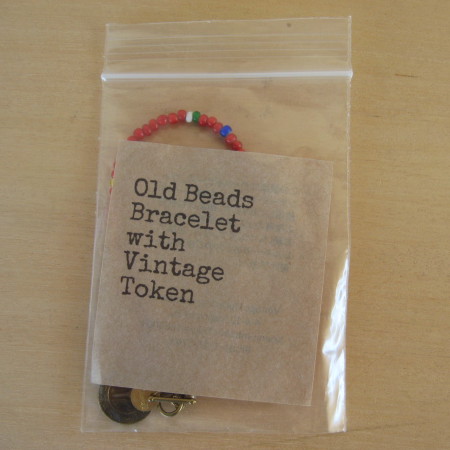 Old Beads
Bracelet
with
Vintage
Token